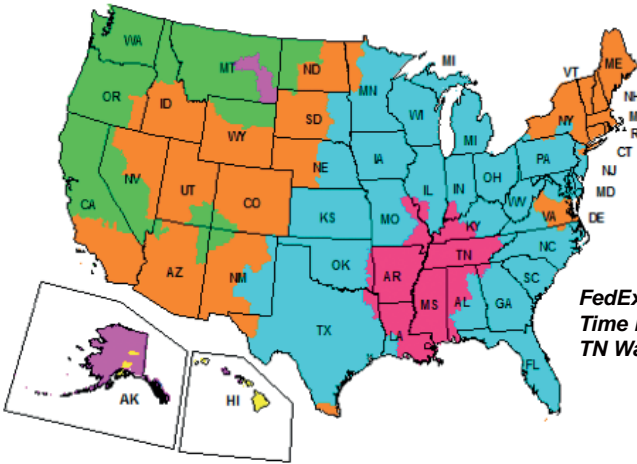 WA
MT
ND
MN
MI
VT
ME
OR
ID
WY
SD
WI
MI
NY
NH
M
R
CT
NV
UT
CO
NE
IA
IL
IN
OH
PA
NJ
MD
DE
CA
KS
MO
KY
WV
VA
AZ
NM
OK
AR
TN
NC
SC
TX
LA
MS
AL
GA
FL
AK
HI
FedEx
Time
TN Wa